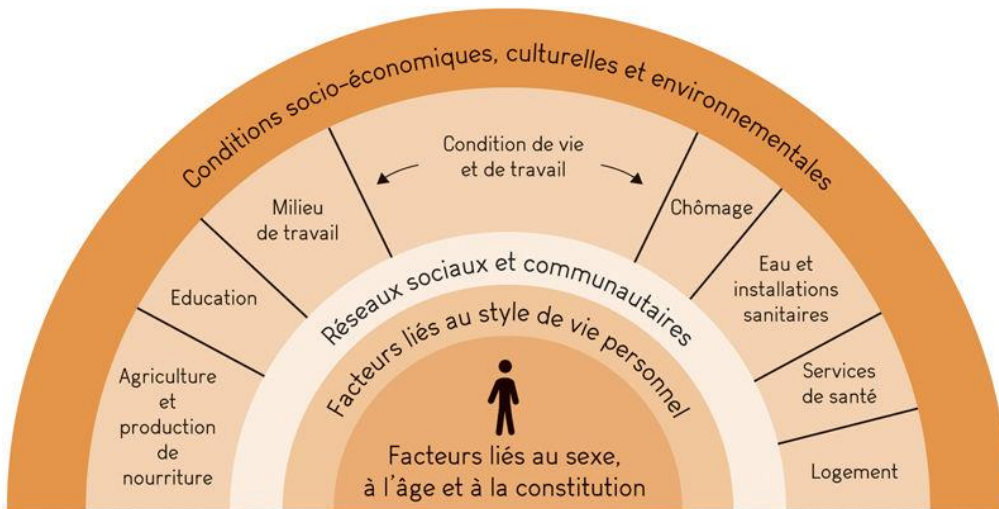 Conditions socio-économiques, culturelles et environnementales
Condition de vie
et de travail
Milieu
de travail
Chômage
Education
Eau et
installations
sanitaires
Agriculture
et
production
de
nourriture
Services
de santé
Logement
Réseaux sociaux et communautaires
Facteurs liés au style de vie personnel
Facteurs liés au sexe,
à l'âge et à la constitution